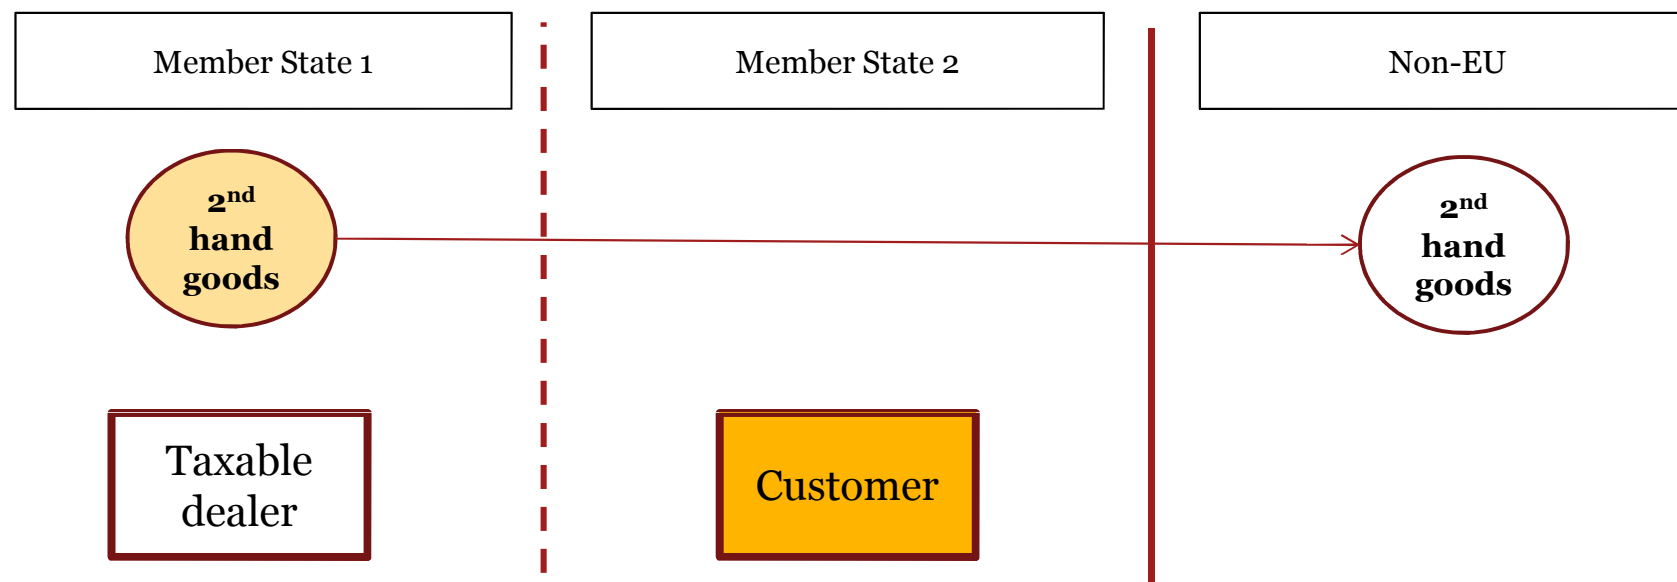 Member State 1
Member State 2
Non-EU
2nd
hand
goods
2nd
hand
goods
Taxable
dealer
Customer